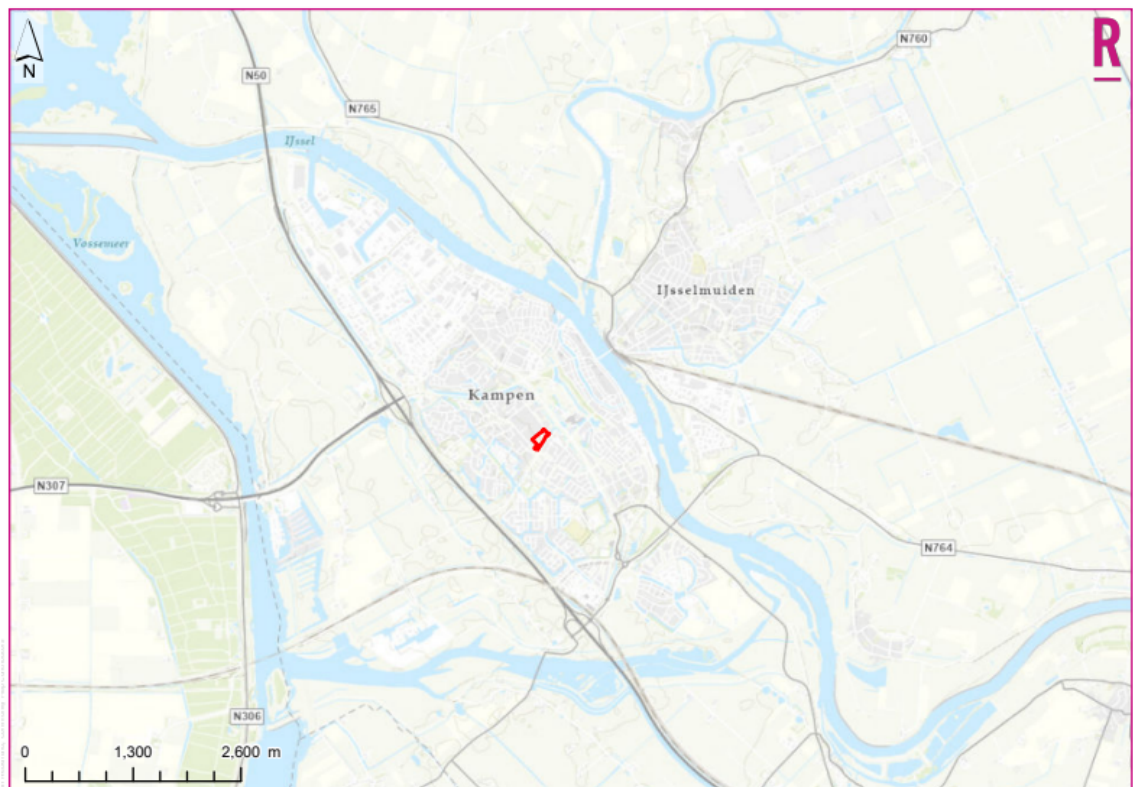 N
R
N760
N50
N765
IJssel
Vossemeer
IJsselmuiden
Kampen
N307
N764
N306
0 1,300 2,600 m